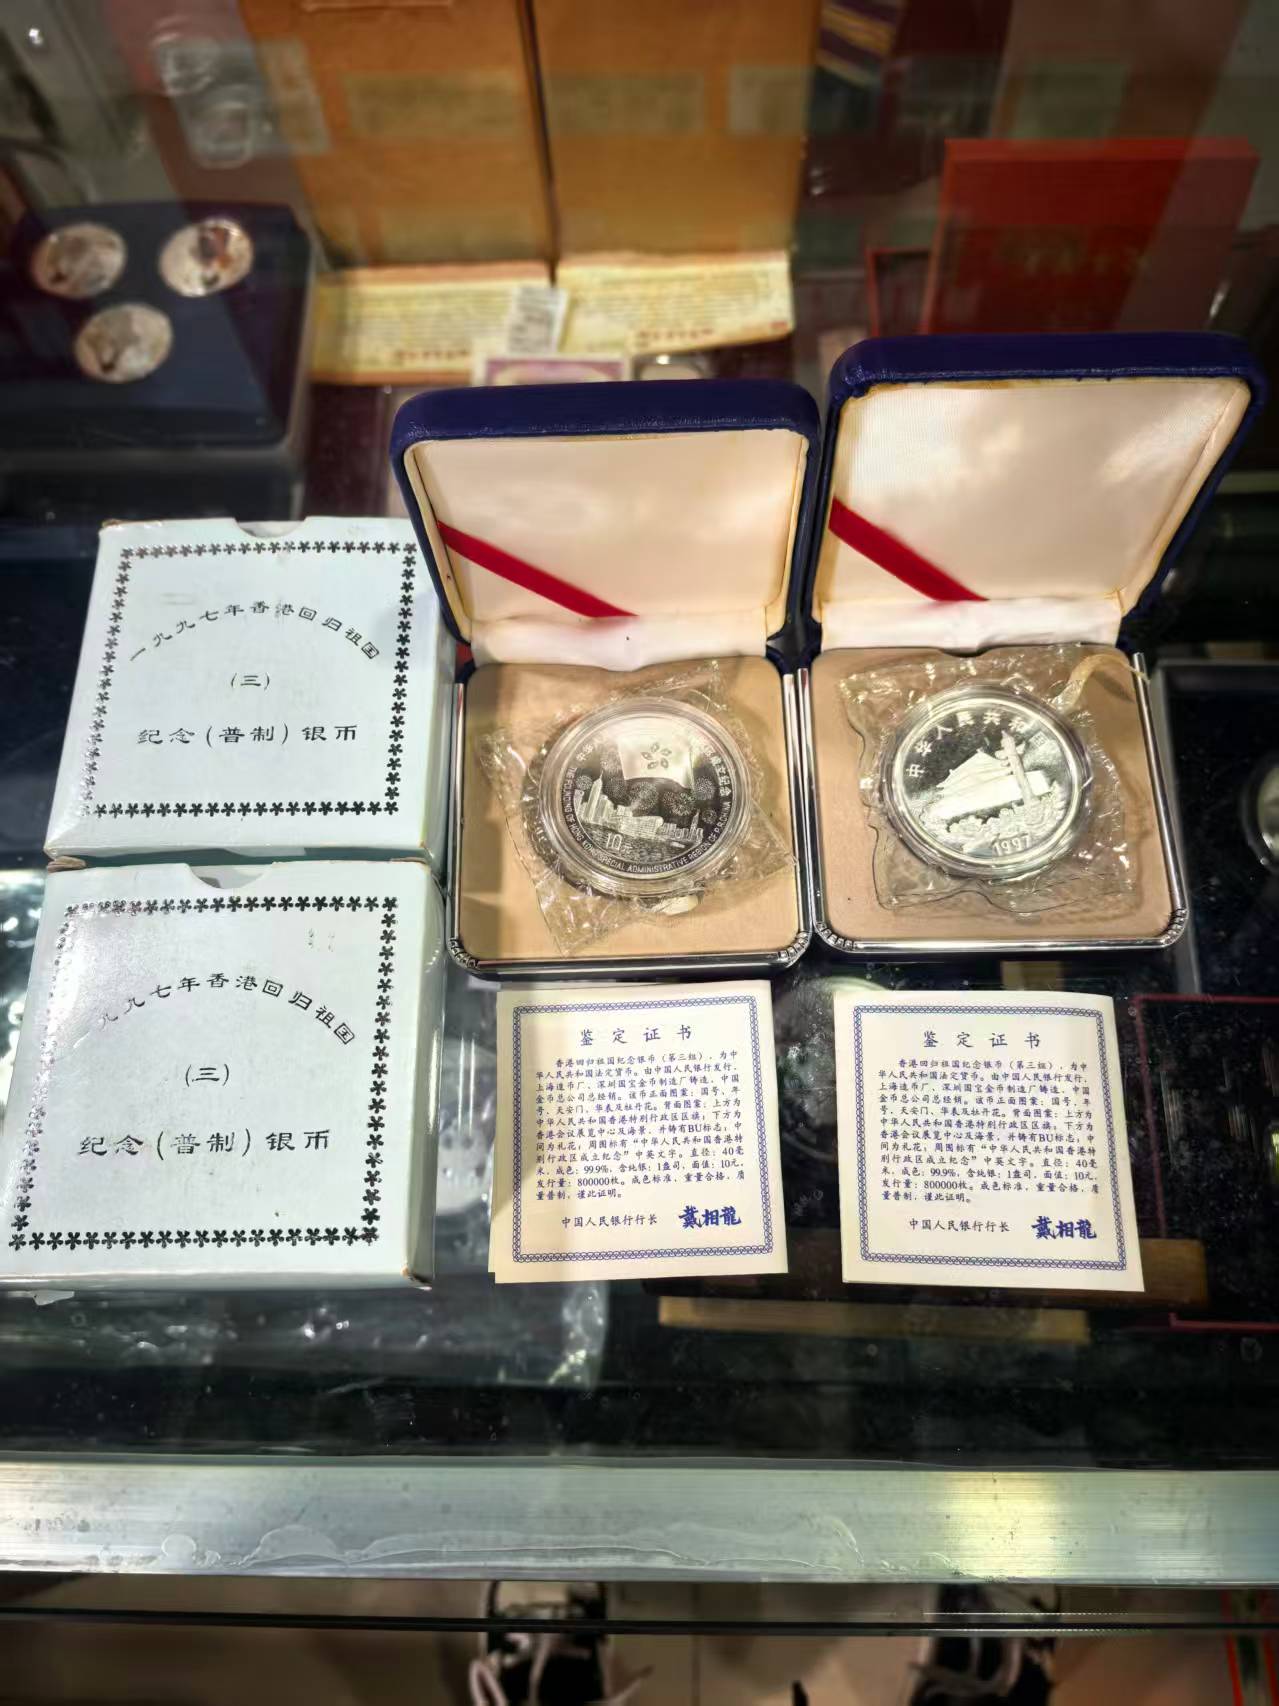 一九九七年香港回归祖国
(三)
纪念(普制)银币
一九九七年香港回归祖国
(三)
纪念(普制)银币
10元
THE FOUNDING OF HONG KONG SPECIAL ADMINISTRATIVE REGION OF P.R.CHINA
中华人民共和国
1997
鉴定证书
香港回归祖国纪念银币(第三组),为中
华人民共和国法定货币。由中国人民银行发行,
上海造币厂、深圳国宝金币制造厂铸造,中国
金币总公司总经销。该币正面图案:国号、年
号,天安门、华表及牡丹花。背面图案:上方为
中华人民共和国香港特别行政区区旗;下方为
香港会议展览中心及海景,并铸有BU标志;中
间为礼花;周围标有“中华人民共和国香港特
别行政区成立纪念”中英文字。直径:40毫
米,成色:99.9%,含纯银:1盎司,面值:10元,
发行量:800000枚。成色标准,重量合格,质
量普制,谨此证明。
中国人民银行行长 戴相龍
鉴定证书
香港回归祖国纪念银币(第三组),为中
华人民共和国法定货币。由中国人民银行发行,
上海造币厂、深圳国宝金币制造厂铸造,中国
金币总公司总经销。该币正面图案:国号、年
号,天安门、华表及牡丹花。背面图案:上方为
中华人民共和国香港特别行政区区旗;下方为
香港会议展览中心及海景,并铸有BU标志;中
间为礼花;周围标有“中华人民共和国香港特
别行政区成立纪念”中英文字。直径:40毫
米,成色:99.9%,含纯银:1盎司,面值:10元,
发行量:800000枚。成色标准,重量合格,质
量普制,谨此证明。
中国人民银行行长 戴相龍